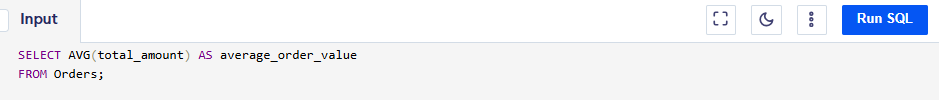 Input
Run SQL
SELECT AVG(total_amount) AS average_order_value
FROM Orders;